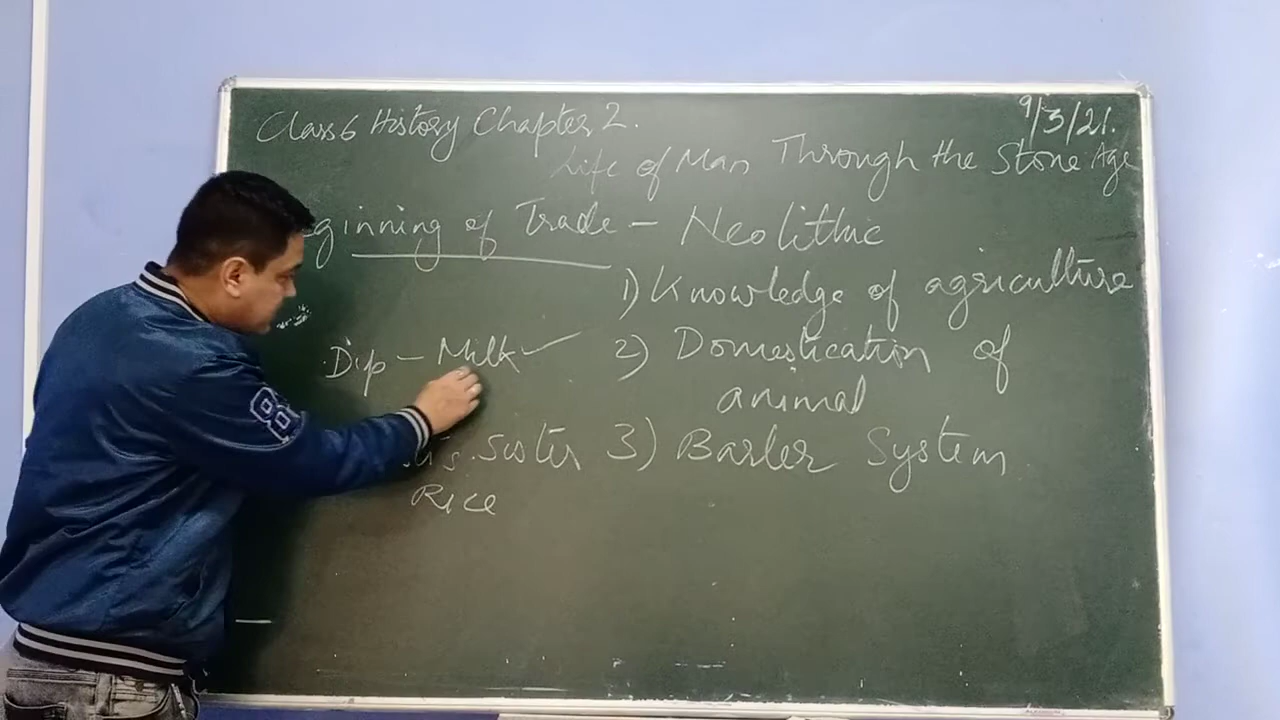 Class 6 History Chapter 2.
9/3/21.
Life of Man Through the Stone Age
ginning of Trade - Neolithic
1) Knowledge of agriculture
Dip - Milk
2) Domestication of
animal
Sister
3) Barter System
Rice
88